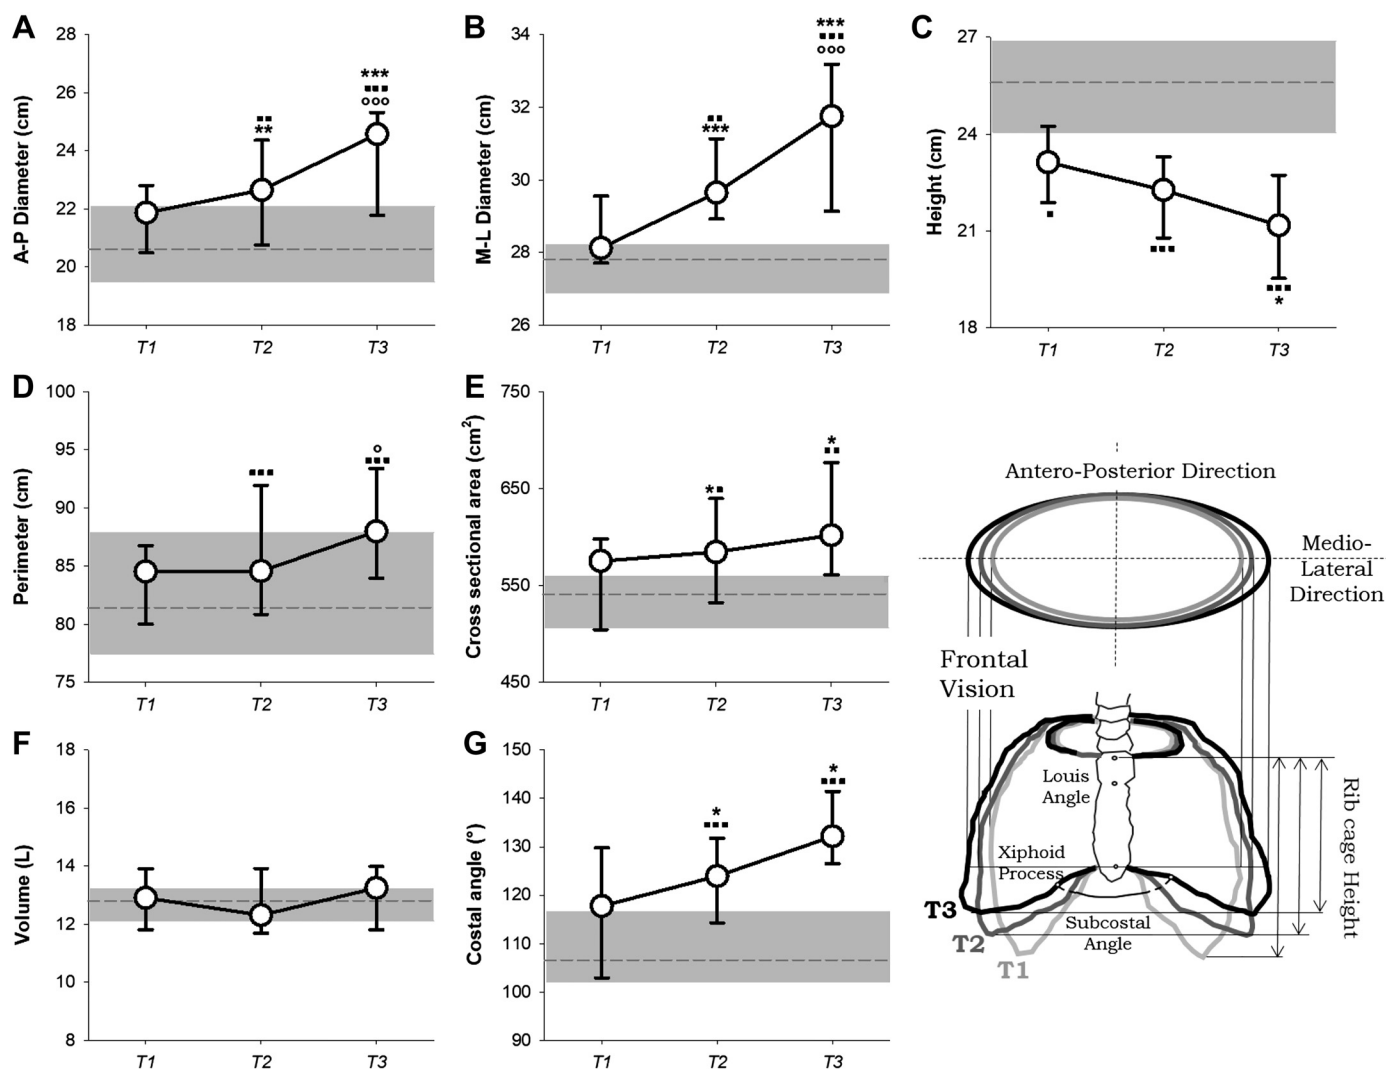 A
A-P Diameter (cm)
28
26
24
22
20
18
***
▪▪▪
○○○
▪▪
**
T1 T2 T3
B
M-L Diameter (cm)
34
32
30
28
26
***
▪▪▪
○○○
▪▪
***
T1 T2 T3
C
Height (cm)
27
24
21
18
▪
▪▪▪
▪▪▪
*
T1 T2 T3
D
Perimeter (cm)
100
95
90
85
80
75
○
▪▪▪
▪▪▪
T1 T2 T3
E
Cross sectional area (cm²)
750
650
550
450
*
▪▪
*▪
T1 T2 T3
F
Volume (L)
18
16
14
12
10
8
T1 T2 T3
G
Costal angle (°)
150
140
130
120
110
100
90
*
▪▪▪
*
▪▪▪
T1 T2 T3
Antero-Posterior Direction
Medio-
Lateral
Direction
Frontal
Vision
Louis
Angle
Xiphoid
Process
Subcostal
Angle
Rib cage Height
T3
T2
T1